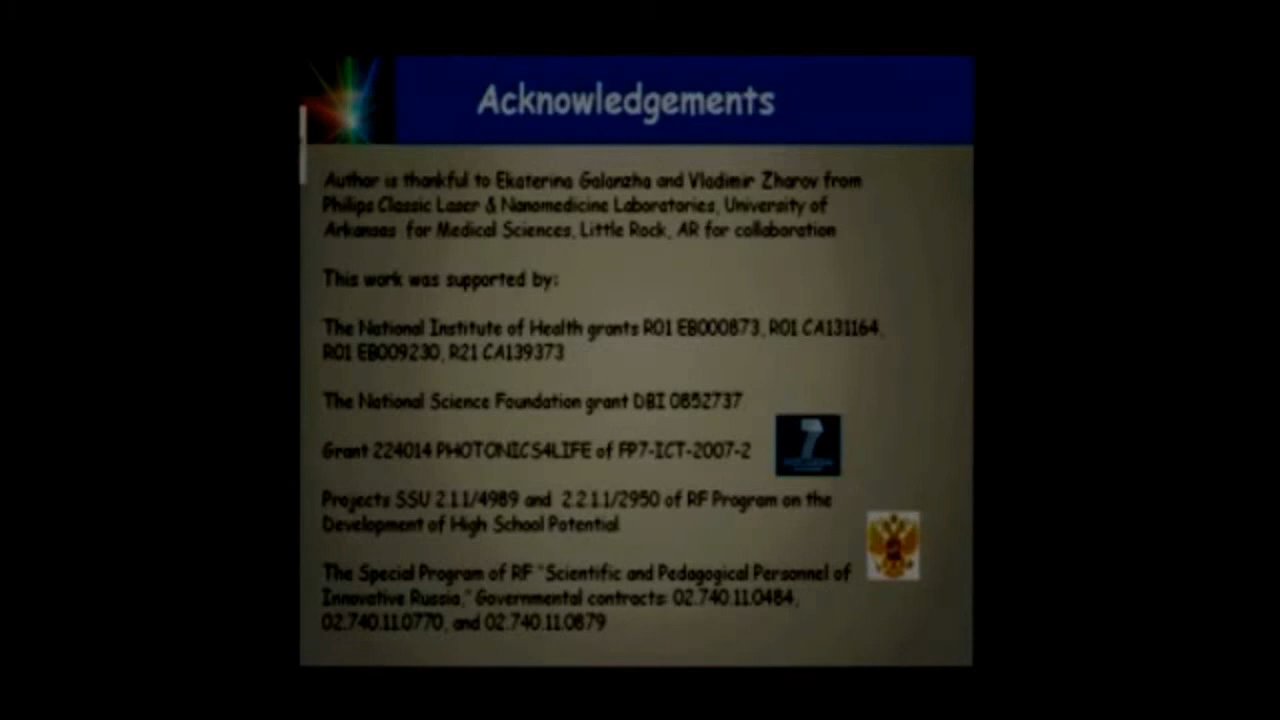 Acknowledgements
Author is thankful to Ekaterina Galanzha and Vladimir Zharov from
Philips Classic Laser & Nanomedicine Laboratories, University of
Arkansas for Medical Sciences, Little Rock, AR for collaboration
This work was supported by:
The National Institute of Health grants R01 EB000873, R01 CA131164,
R01 EB009230, R21 CA139373
The National Science Foundation grant DBI 0852737
Grant 224014 PHOTONICS4LIFE of FP7-ICT-2007-2
7
Projects SSU 2.1.1/4989 and 2.2.1.1/2950 of RF Program on the
Development of High School Potential
The Special Program of RF "Scientific and Pedagogical Personnel of
Innovative Russia," Governmental contracts: 02.740.11.0484,
02.740.11.0770, and 02.740.11.0879